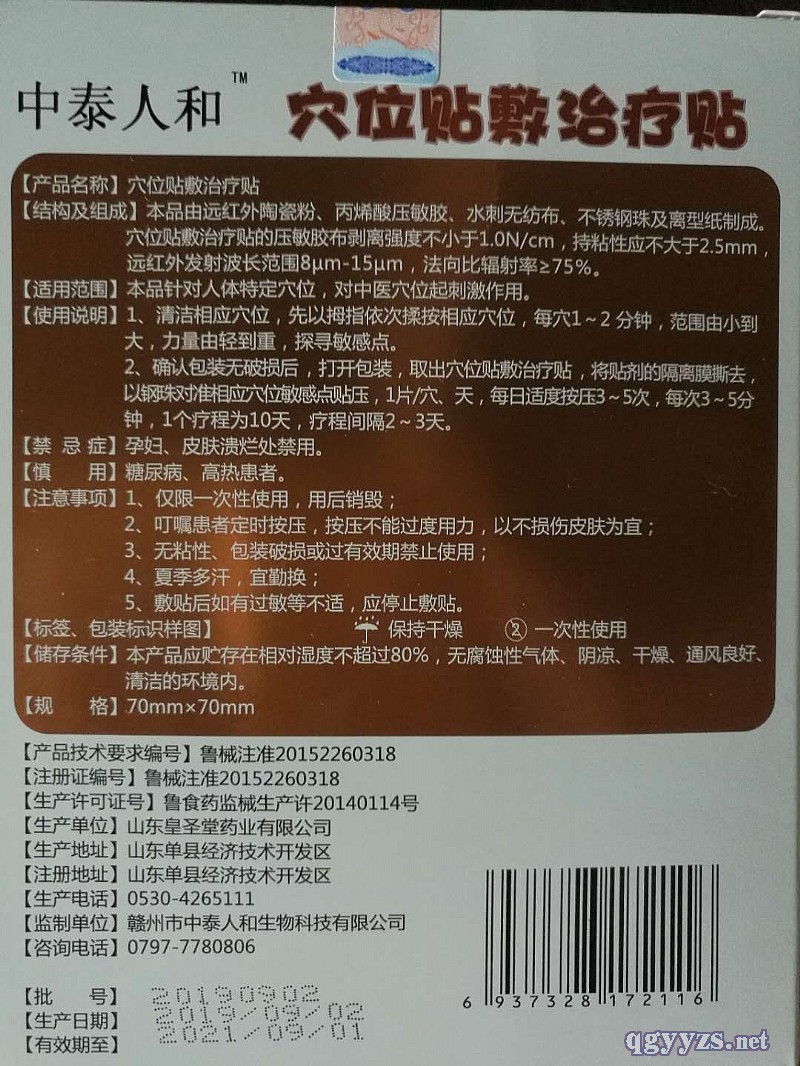 中泰人和™
穴位贴敷治疗贴
【产品名称】穴位贴敷治疗贴
【结构及组成】本品由远红外陶瓷粉、丙烯酸压敏胶、水刺无纺布、不锈钢珠及离型纸制成。
穴位贴敷治疗贴的压敏胶布剥离强度不小于1.0N/cm，持粘性应不大于2.5mm，
远红外发射波长范围8μm-15μm，法向比辐射率≥75%。
【适用范围】本品针对人体特定穴位，对中医穴位起刺激作用。
【使用说明】1、清洁相应穴位，先以拇指依次揉按相应穴位，每穴1～2 分钟，范围由小到
大，力量由轻到重，探寻敏感点。
2、确认包装无破损后，打开包装，取出穴位贴敷治疗贴，将贴剂的隔离膜撕去，
以钢珠对准相应穴位敏感点贴压，1片/穴、天，每日适度按压3～5次，每次3～5分
钟，1个疗程为10天，疗程间隔2～3天。
【禁 忌 症】孕妇、皮肤溃烂处禁用。
【慎 用】糖尿病、高热患者。
【注意事项】1、仅限一次性使用，用后销毁；
2、叮嘱患者定时按压，按压不能过度用力，以不损伤皮肤为宜；
3、无粘性、包装破损或过有效期禁止使用；
4、夏季多汗，宜勤换；
5、敷贴后如有过敏等不适，应停止敷贴。
【标签、包装标识样图】 保持干燥 ② 一次性使用
【储存条件】本产品应贮存在相对湿度不超过80%，无腐蚀性气体、阴凉、干燥、通风良好、
清洁的环境内。
【规 格】70mm×70mm
【产品技术要求编号】鲁械注准20152260318
【注册证编号】鲁械注准20152260318
【生产许可证号】鲁食药监械生产许20140114号
【生产单位】山东皇圣堂药业有限公司
【生产地址】山东单县经济技术开发区
【注册地址】山东单县经济技术开发区
【生产电话】0530-4265111
【监制单位】赣州市中泰人和生物科技有限公司
【咨询电话】0797-7780806
【批 号】20190902
【生产日期】2019/09/02
【有效期至】2021/09/01
6 937328 172116
qgyyzs.net